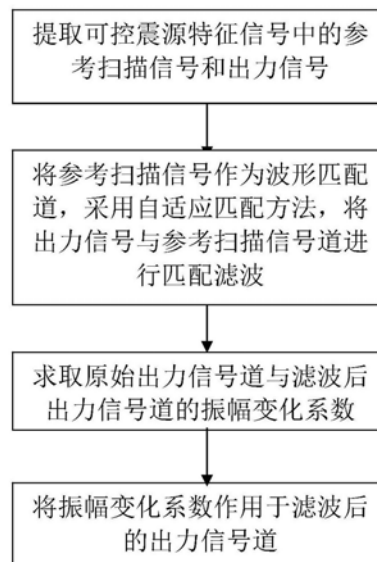 提取可控震源特征信号中的参
考扫描信号和出力信号
将参考扫描信号作为波形匹配
道，采用自适应匹配方法，将
出力信号与参考扫描信号道进
行匹配滤波
求取原始出力信号道与滤波后
出力信号道的振幅变化系数
将振幅变化系数作用于滤波后
的出力信号道